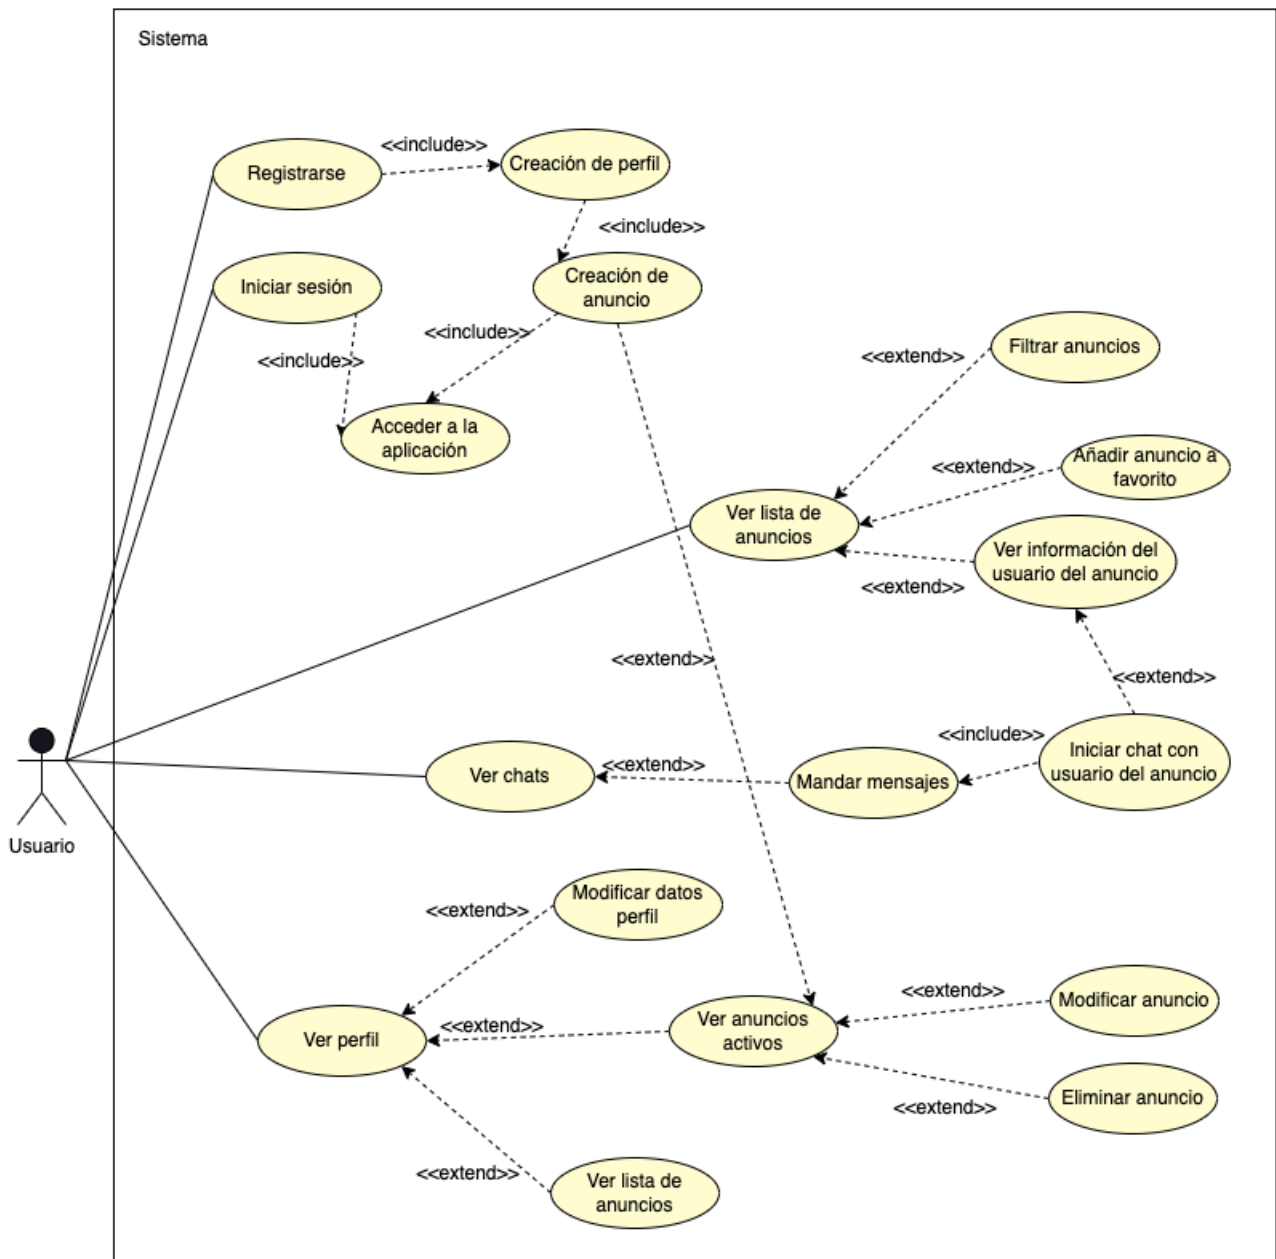 Sistema
<<include>>
Creación de perfil
Registrarse
<<include>>
Iniciar sesión
Creación de
anuncio
<<include>>
<<include>>
Filtrar anuncios
<<extend>>
Acceder a la
aplicación
Añadir anuncio a
favorito
<<extend>>
Ver lista de
anuncios
Ver información del
usuario del anuncio
<<extend>>
<<extend>>
<<extend>>
<<include>>
Iniciar chat con
usuario del anuncio
Ver chats
<<extend>>
Mandar mensajes
Usuario
Modificar datos
perfil
<<extend>>
<<extend>>
Modificar anuncio
Ver perfil
<<extend>>
Ver anuncios
activos
Eliminar anuncio
<<extend>>
<<extend>>
Ver lista de
anuncios